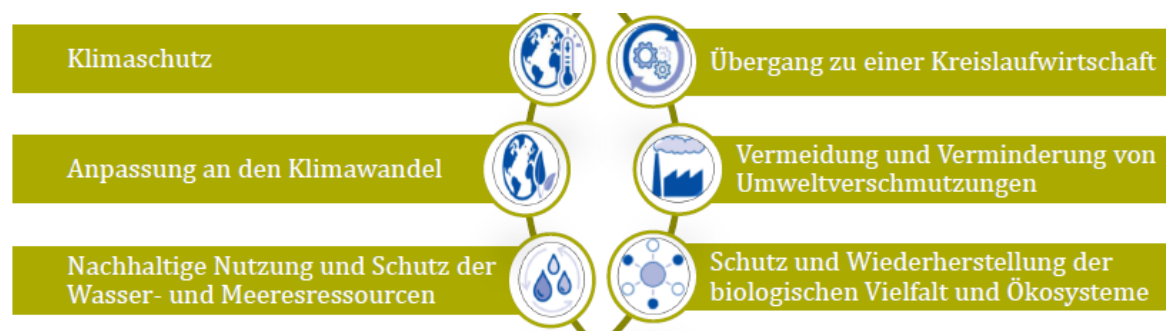 Klimaschutz
Anpassung an den Klimawandel
Nachhaltige Nutzung und Schutz der
Wasser- und Meeresressourcen
Übergang zu einer Kreislaufwirtschaft
Vermeidung und Verminderung von
Umweltverschmutzungen
Schutz und Wiederherstellung der
biologischen Vielfalt und Ökosysteme